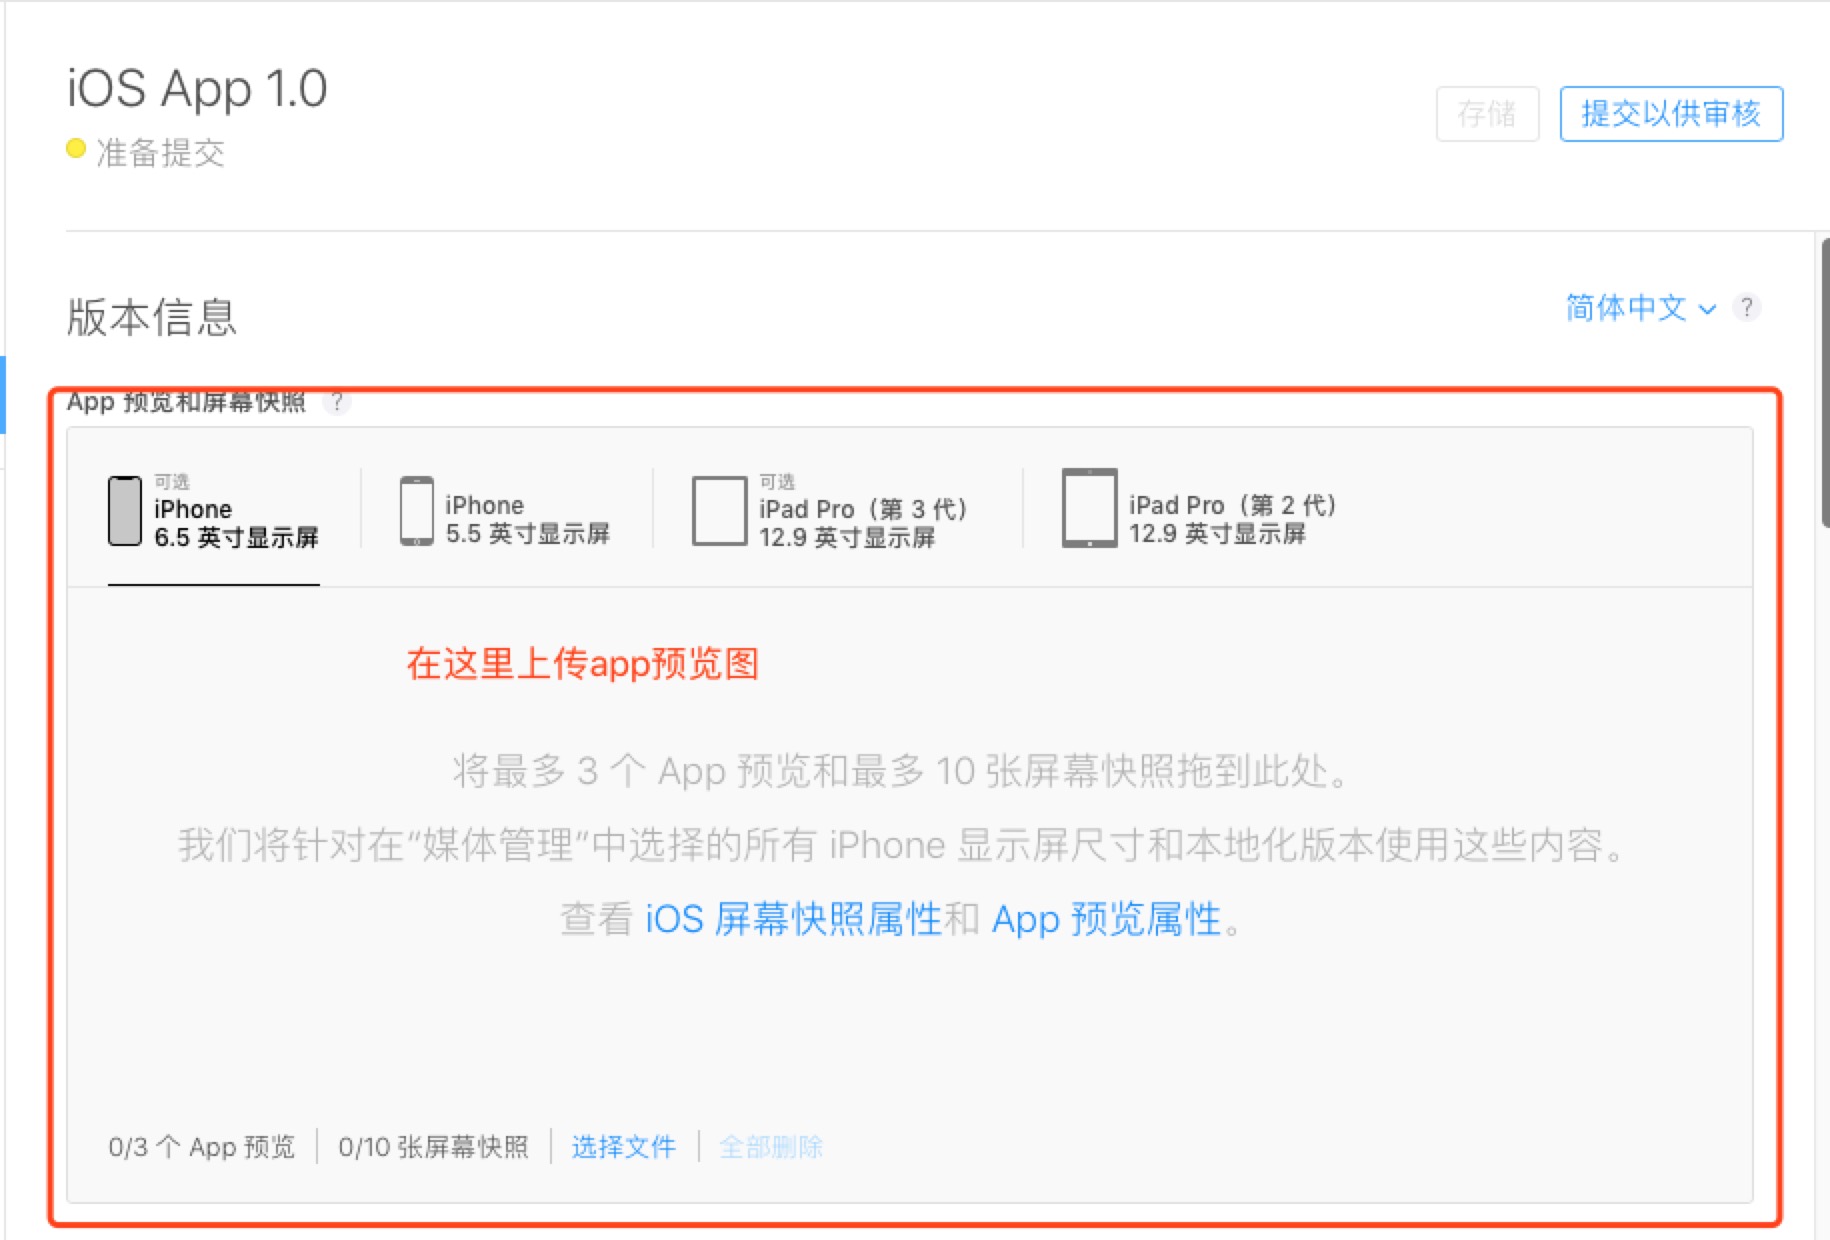 iOS App 1.0
准备提交
存储
提交以供审核
版本信息
简体中文
?
App 预览和屏幕快照 ?
可选
iPhone
6.5 英寸显示屏
iPhone
5.5 英寸显示屏
可选
iPad Pro（第 3 代）
12.9 英寸显示屏
iPad Pro（第 2 代）
12.9 英寸显示屏
在这里上传app预览图
将最多 3 个 App 预览和最多 10 张屏幕快照拖到此处。
我们将针对在“媒体管理”中选择的所有 iPhone 显示屏尺寸和本地化版本使用这些内容。
查看 iOS 屏幕快照属性和 App 预览属性。
0/3 个 App 预览
0/10 张屏幕快照
选择文件
全部删除